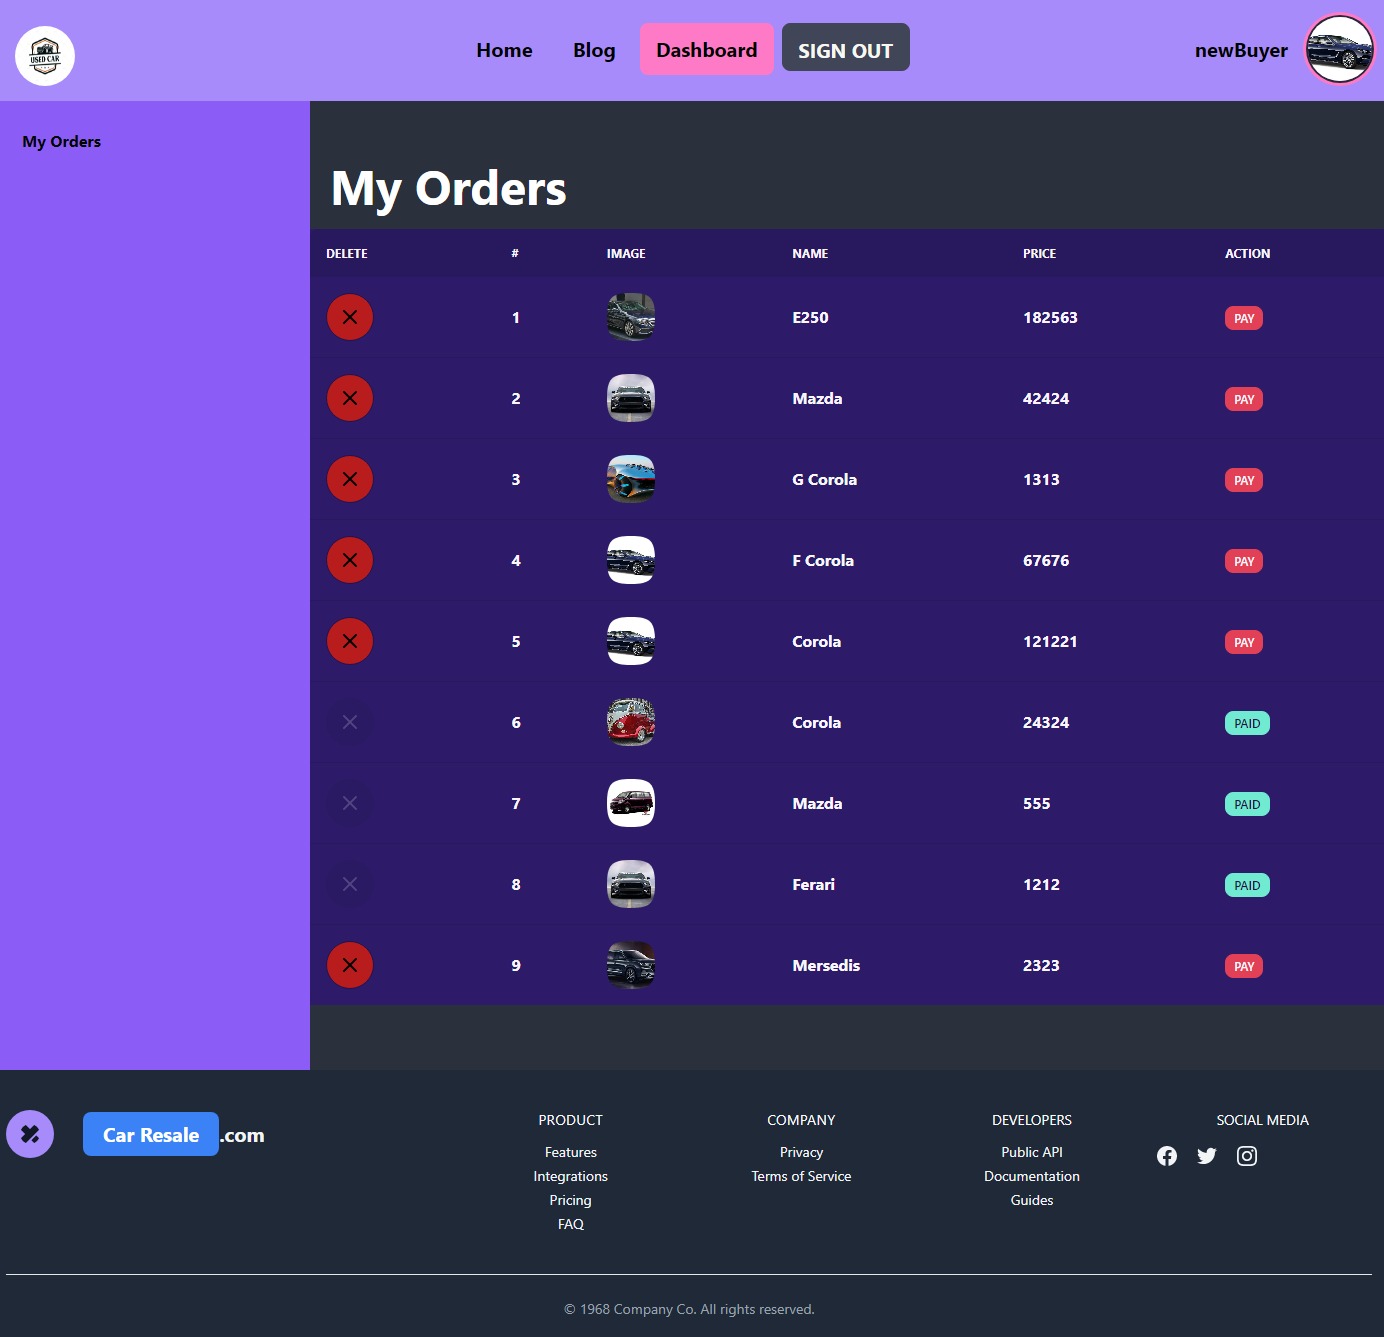 USED CAR
Home Blog Dashboard SIGN OUT newBuyer
My Orders
My Orders
DELETE # IMAGE NAME PRICE ACTION
1 E250 182563 PAY
2 Mazda 42424 PAY
3 G Corola 1313 PAY
4 F Corola 67676 PAY
5 Corola 121221 PAY
6 Corola 24324 PAID
7 Mazda 555 PAID
8 Ferari 1212 PAID
9 Mersedis 2323 PAY
Car Resale .com
PRODUCT
Features
Integrations
Pricing
FAQ
COMPANY
Privacy
Terms of Service
DEVELOPERS
Public API
Documentation
Guides
SOCIAL MEDIA
© 1968 Company Co. All rights reserved.